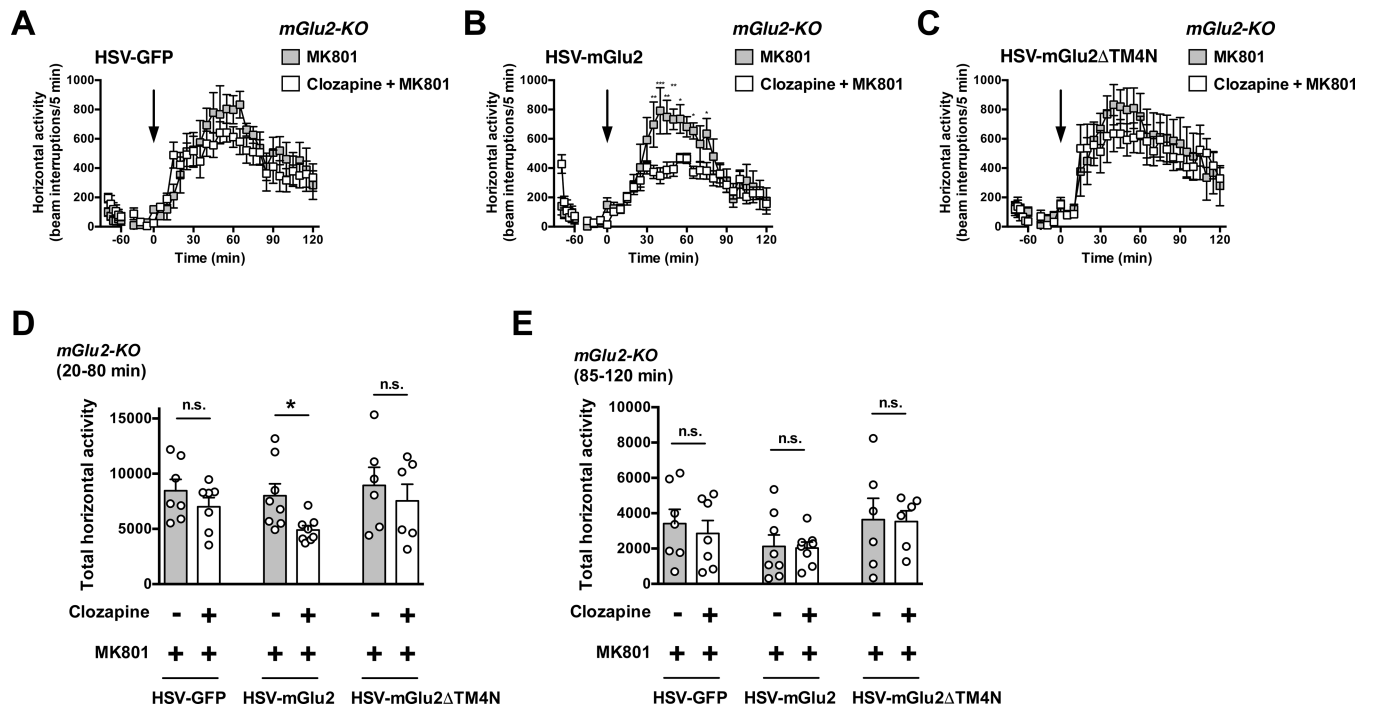 A
mGlu2-KO
HSV-GFP
MK801
Clozapine + MK801
Horizontal activity
(beam interruptions/5 min)
1000
800
600
400
200
0
-60 0 30 60 90 120
Time (min)
B
mGlu2-KO
HSV-mGlu2
MK801
Clozapine + MK801
Horizontal activity
(beam interruptions/5 min)
1000
800
600
400
200
0
** *** ** ** * * *
-60 0 30 60 90 120
Time (min)
C
mGlu2-KO
HSV-mGlu2ΔTM4N
MK801
Clozapine + MK801
Horizontal activity
(beam interruptions/5 min)
1000
800
600
400
200
0
-60 0 30 60 90 120
Time (min)
D
mGlu2-KO
(20-80 min)
Total horizontal activity
15000
10000
5000
0
n.s. * n.s.
Clozapine - + - + - +
MK801 + + + + + +
HSV-GFP HSV-mGlu2 HSV-mGlu2ΔTM4N
E
mGlu2-KO
(85-120 min)
Total horizontal activity
10000
8000
6000
4000
2000
0
n.s. n.s. n.s.
Clozapine - + - + - +
MK801 + + + + + +
HSV-GFP HSV-mGlu2 HSV-mGlu2ΔTM4N